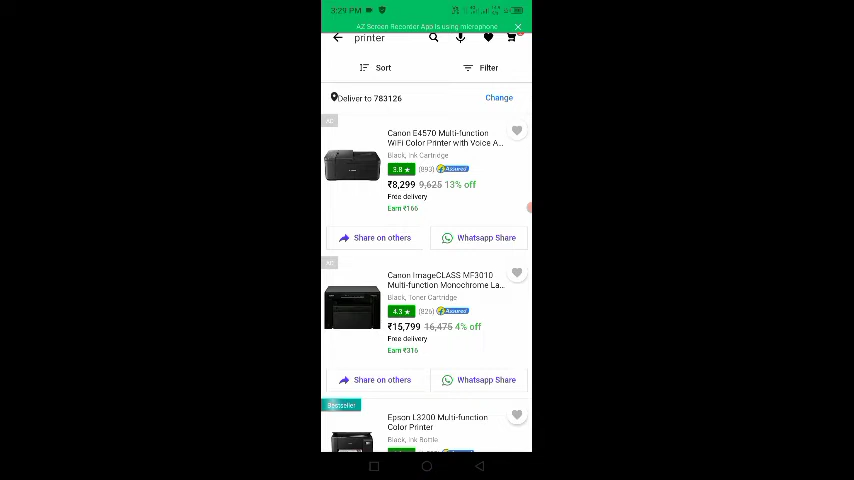 3:29 PM
AZ Screen Recorder App is using microphone
printer
Sort
Filter
Deliver to 783126
Change
AD
Canon E4570 Multi-function
WiFi Color Printer with Voice A...
Black, Ink Cartridge
3.8 ★ (893) Assured
₹8,299 9,625 13% off
Free delivery
Earn ₹166
Share on others
Whatsapp Share
AD
Canon ImageCLASS MF3010
Multi-function Monochrome La...
Black, Toner Cartridge
4.3 ★ (826) Assured
₹15,799 16,475 4% off
Free delivery
Earn ₹316
Share on others
Whatsapp Share
Bestseller
Epson L3200 Multi-function
Color Printer
Black, Ink Bottle